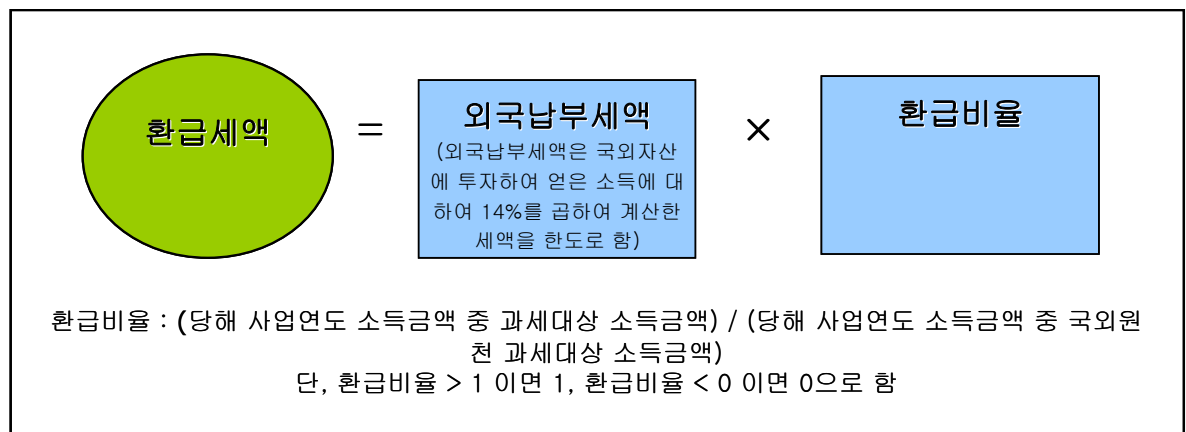 환급세액
=
외국납부세액
(외국납부세액은 국외자산
에 투자하여 얻은 소득에 대
하여 14%를 곱하여 계산한
세액을 한도로 함)
×
환급비율
환급비율 : (당해 사업연도 소득금액 중 과세대상 소득금액) / (당해 사업연도 소득금액 중 국외원
천 과세대상 소득금액)
단, 환급비율 > 1 이면 1, 환급비율 < 0 이면 0으로 함